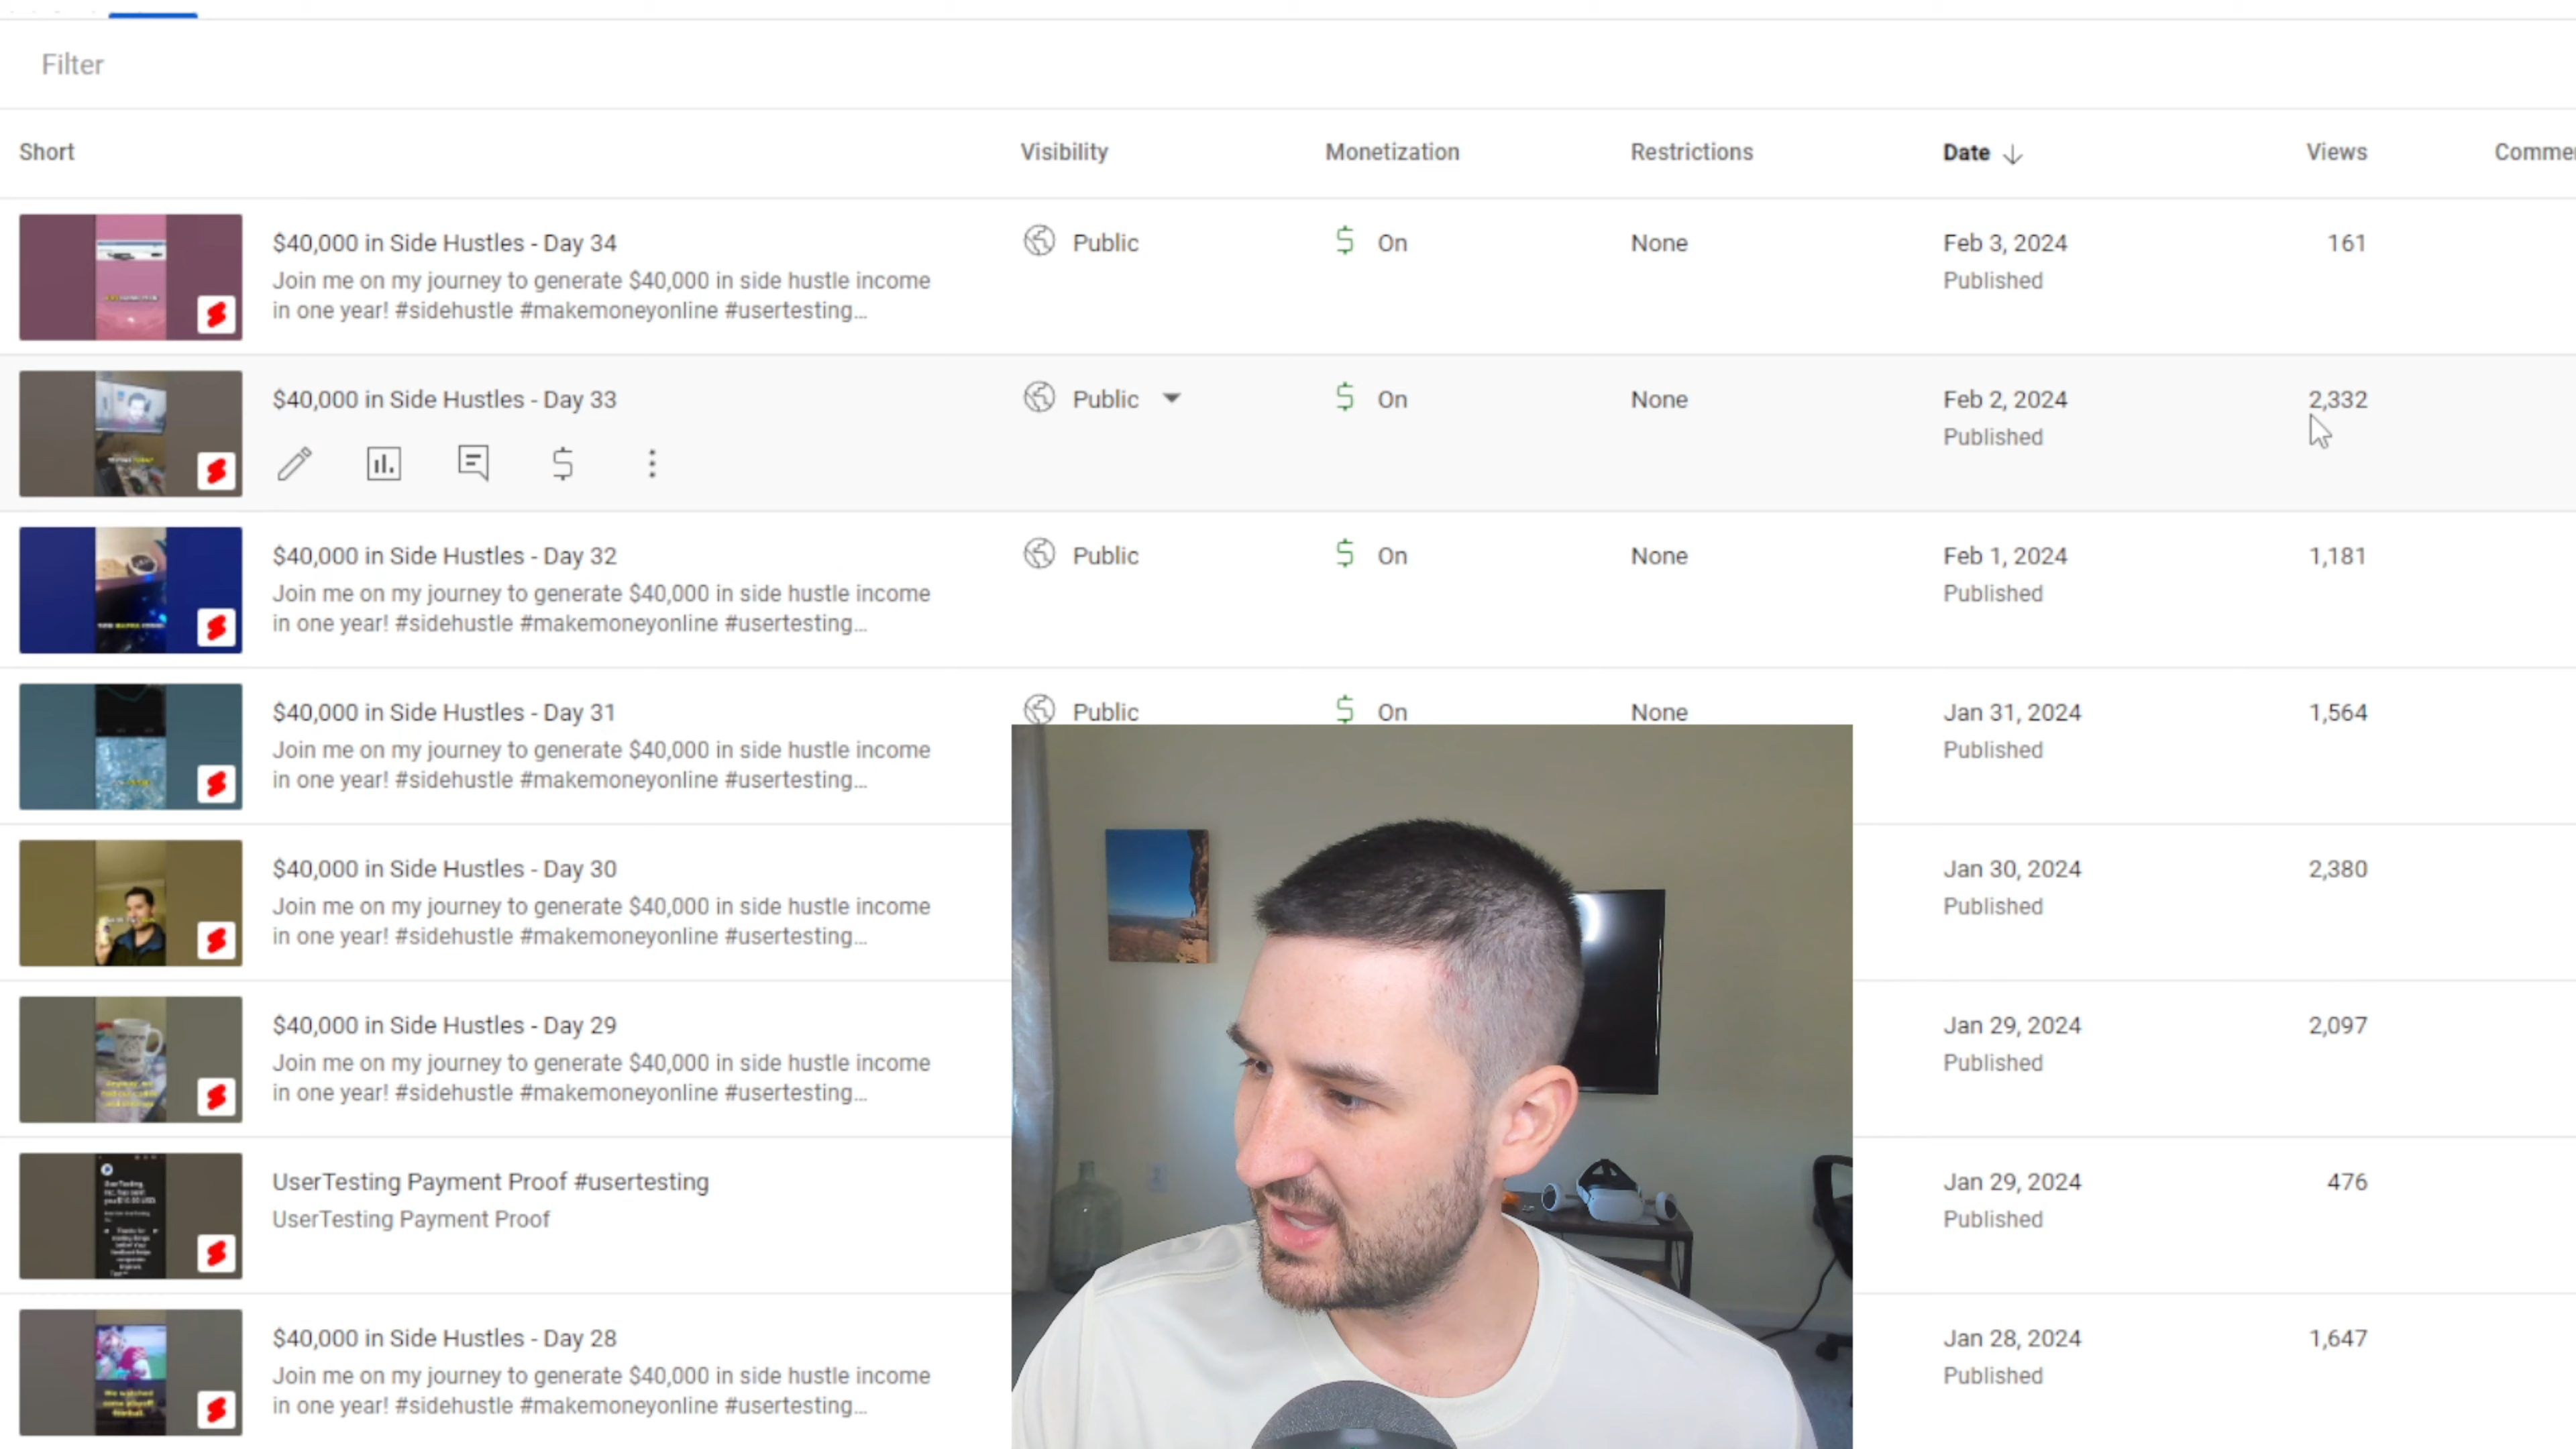 Filter
Short Visibility Monetization Restrictions Date Views Comme
$40,000 in Side Hustles - Day 34 Public On None Feb 3, 2024 161
Join me on my journey to generate $40,000 in side hustle income Published
in one year! #sidehustle #makemoneyonline #usertesting...
$40,000 in Side Hustles - Day 33 Public On None Feb 2, 2024 2,332
Published
$40,000 in Side Hustles - Day 32 Public On None Feb 1, 2024 1,181
Join me on my journey to generate $40,000 in side hustle income Published
in one year! #sidehustle #makemoneyonline #usertesting...
$40,000 in Side Hustles - Day 31 Public On None Jan 31, 2024 1,564
Join me on my journey to generate $40,000 in side hustle income Published
in one year! #sidehustle #makemoneyonline #usertesting...
$40,000 in Side Hustles - Day 30 Jan 30, 2024 2,380
Join me on my journey to generate $40,000 in side hustle income Published
in one year! #sidehustle #makemoneyonline #usertesting...
$40,000 in Side Hustles - Day 29 Jan 29, 2024 2,097
Join me on my journey to generate $40,000 in side hustle income Published
in one year! #sidehustle #makemoneyonline #usertesting...
UserTesting Payment Proof #usertesting Jan 29, 2024 476
UserTesting Payment Proof Published
$40,000 in Side Hustles - Day 28 Jan 28, 2024 1,647
Join me on my journey to generate $40,000 in side hustle income Published
in one year! #sidehustle #makemoneyonline #usertesting...